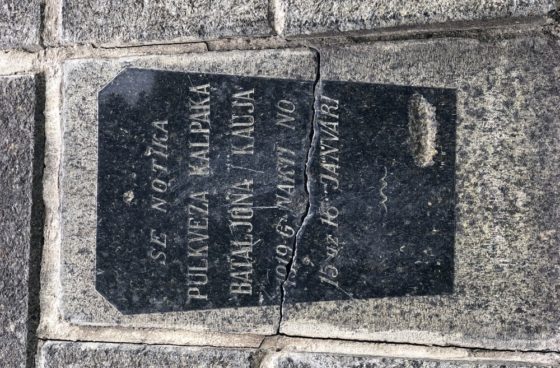 ŠE NOTIKA
PULKVEŽA KALPAKA
BATALJONA KAUJA
1919 G NAKTĪ NO
15 UZ 16 JANVĀRI